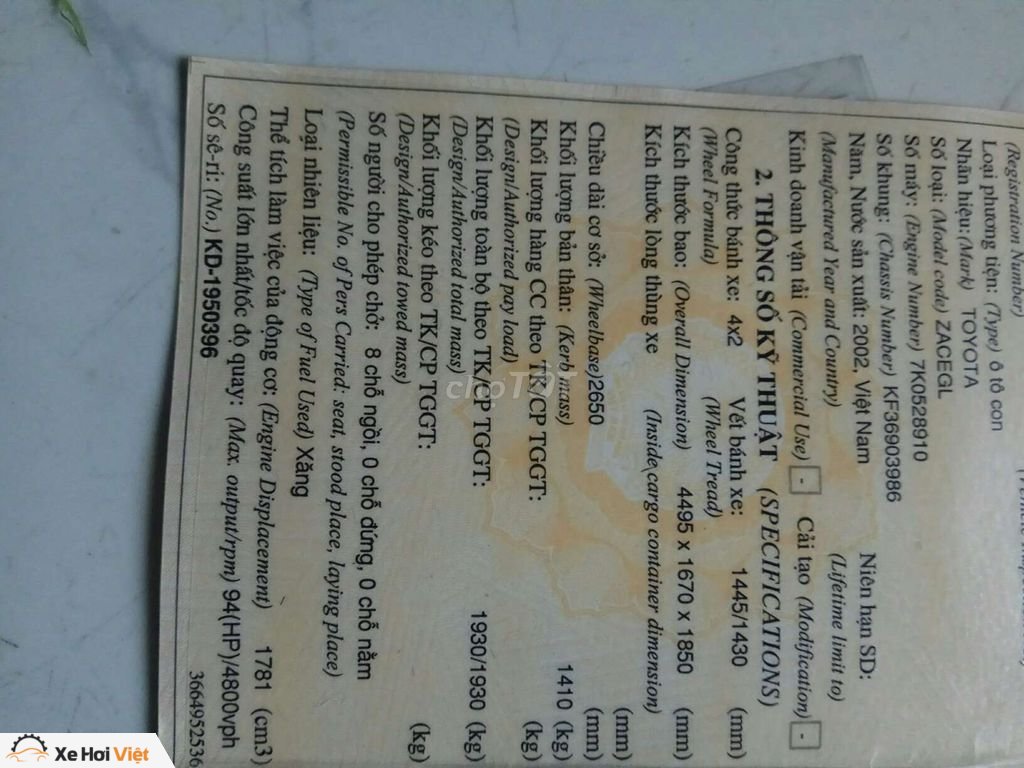 (Registration Number)
Loại phương tiện: (Type) ô tô con
Nhãn hiệu: (Mark) TOYOTA
Số loại: (Model code) ZACEGL
Số máy: (Engine Number) 7K0528910
Số khung: (Chassis Number) KF36903986
Năm, Nước sản xuất: 2002, Việt Nam Niên hạn SD:
(Manufactured Year and Country) (Lifetime limit to)
Kinh doanh vận tải (Commercial Use) - Cải tạo (Modification) -
2. THÔNG SỐ KỸ THUẬT (SPECIFICATIONS)
Công thức bánh xe: 4x2 Vết bánh xe: 1445/1430 (mm)
(Wheel Formula) (Wheel Tread)
Kích thước bao: (Overall Dimension) 4495 x 1670 x 1850 (mm)
Kích thước lòng thùng xe (Inside cargo container dimension)
(mm)
Chiều dài cơ sở: (Wheelbase) 2650 (mm)
Khối lượng bản thân: (Kerb mass) 1410 (kg)
Khối lượng hàng CC theo TK/CP TGGT: (kg)
(Design/Authorized pay load)
Khối lượng toàn bộ theo TK/CP TGGT: 1930/1930 (kg)
(Design/Authorized total mass)
Khối lượng kéo theo TK/CP TGGT: (kg)
(Design/Authorized towed mass)
Số người cho phép chở: 8 chỗ ngồi, 0 chỗ đứng, 0 chỗ nằm
(Permissible No. of Pers Carried: seat, stood place, laying place)
Loại nhiên liệu: (Type of Fuel Used) Xăng
Thể tích làm việc của động cơ: (Engine Displacement) 1781 (cm3)
Công suất lớn nhất/tốc độ quay: (Max. output/rpm) 94(HP)/4800vph
Số sê-ri: (No.) KD-1950396 3664952536
chợTỐT
Xe Hơi Việt